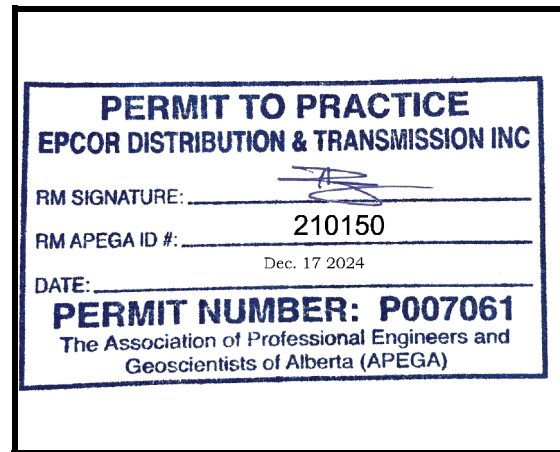 PERMIT TO PRACTICE
EPCOR DISTRIBUTION & TRANSMISSION INC
RM SIGNATURE:
RM APEGA ID #: 210150
DATE: Dec. 17 2024
PERMIT NUMBER: P007061
The Association of Professional Engineers and
Geoscientists of Alberta (APEGA)